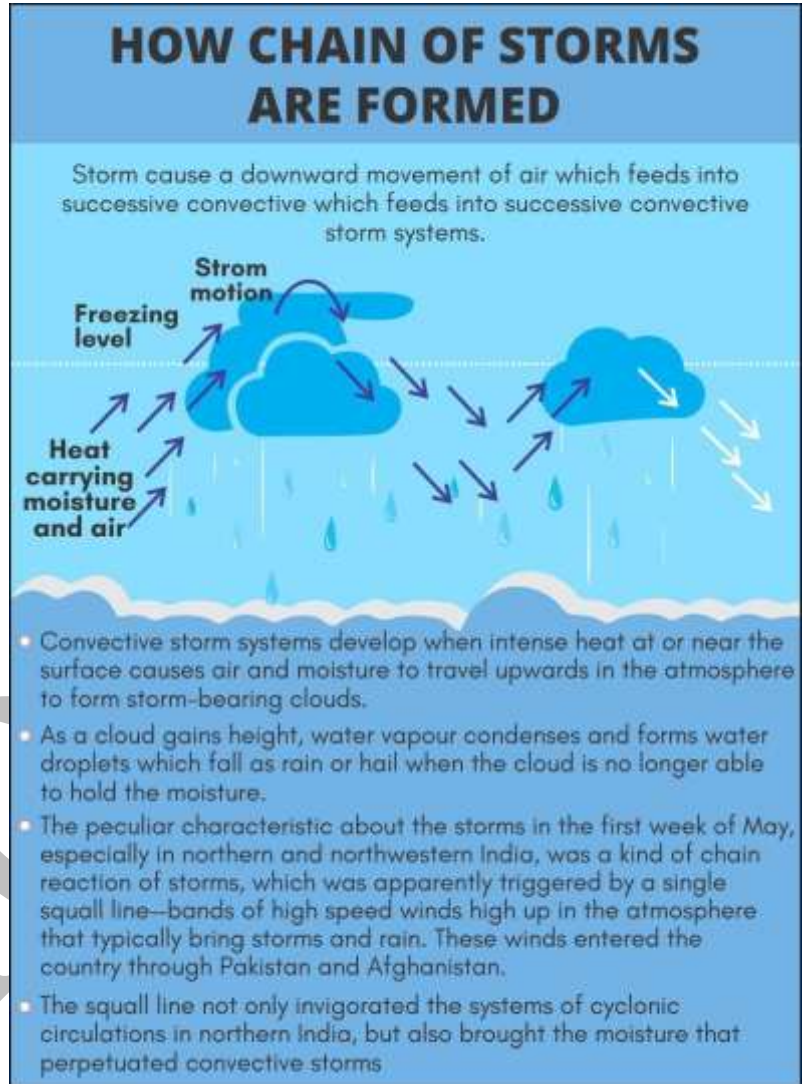 HOW CHAIN OF STORMS
ARE FORMED
Storm cause a downward movement of air which feeds into
successive convective which feeds into successive convective
storm systems.
Strom
motion
Freezing
level
Heat
carrying
moisture
and air
Convective storm systems develop when intense heat at or near the
surface causes air and moisture to travel upwards in the atmosphere
to form storm-bearing clouds.
As a cloud gains height, water vapour condenses and forms water
droplets which fall as rain or hail when the cloud is no longer able
to hold the moisture.
The peculiar characteristic about the storms in the first week of May,
especially in northern and northwestern India, was a kind of chain
reaction of storms, which was apparently triggered by a single
squall line—bands of high speed winds high up in the atmosphere
that typically bring storms and rain. These winds entered the
country through Pakistan and Afghanistan.
The squall line not only invigorated the systems of cyclonic
circulations in northern India, but also brought the moisture that
perpetuated convective storms